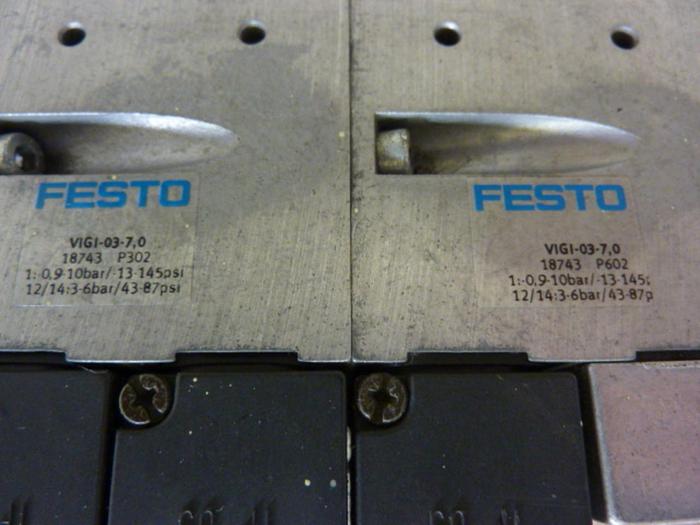 FESTO
VIGI-03-7,0
18743 P302
1:-0,9-10bar/-13-145psi
12/14:3-6bar/43-87psi
FESTO
VIGI-03-7,0
18743 P602
1:-0,9-10bar/-13-145
12/14:3-6bar/43-87p